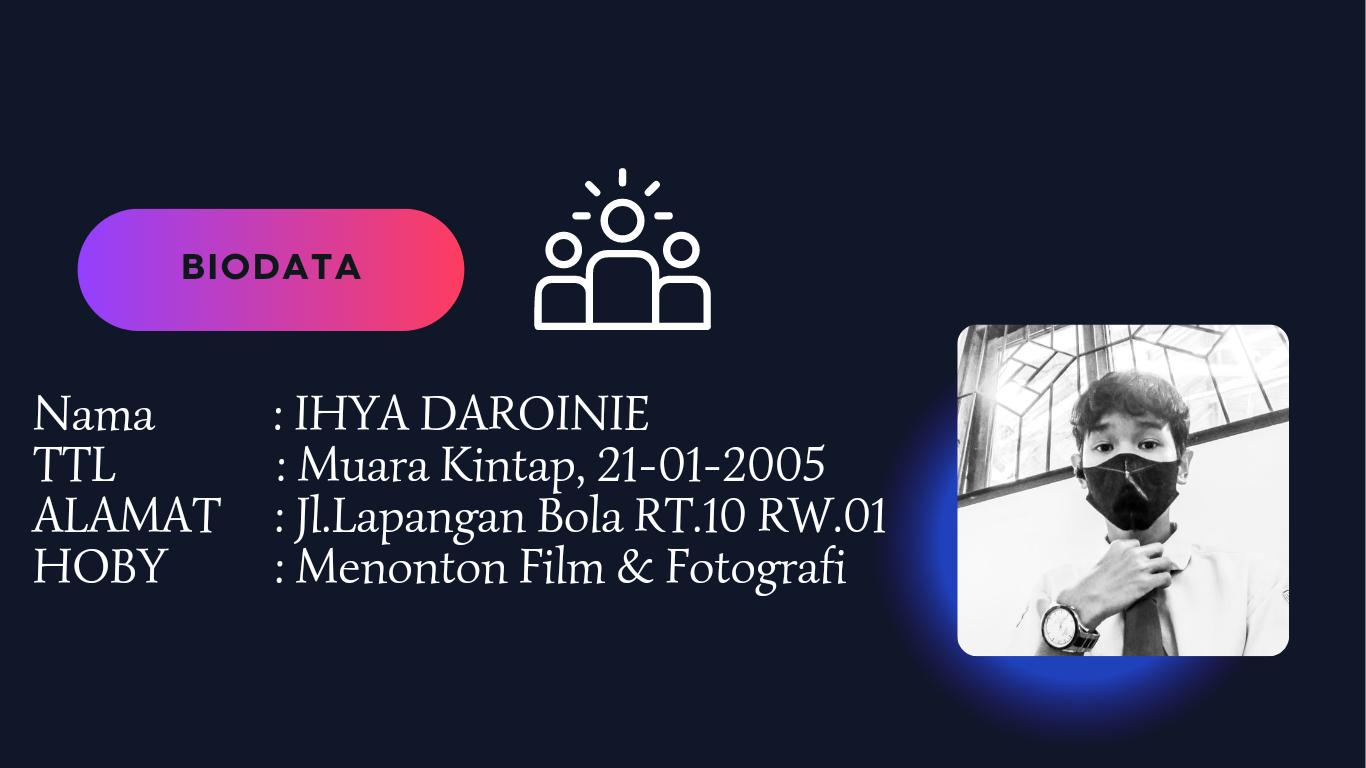 BIODATA
Nama : IHYA DAROINIE
TTL : Muara Kintap, 21-01-2005
ALAMAT : Jl.Lapangan Bola RT.10 RW.01
HOBY : Menonton Film & Fotografi